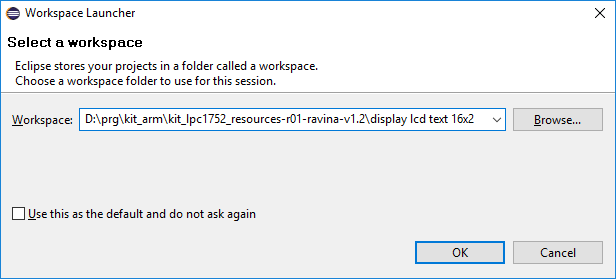 Workspace Launcher
Select a workspace
Eclipse stores your projects in a folder called a workspace.
Choose a workspace folder to use for this session.
Workspace: D:\prg\kit_arm\kit_lpc1752_resources-r01-ravina-v1.2\display lcd text 16x2 Browse...
Use this as the default and do not ask again
OK Cancel